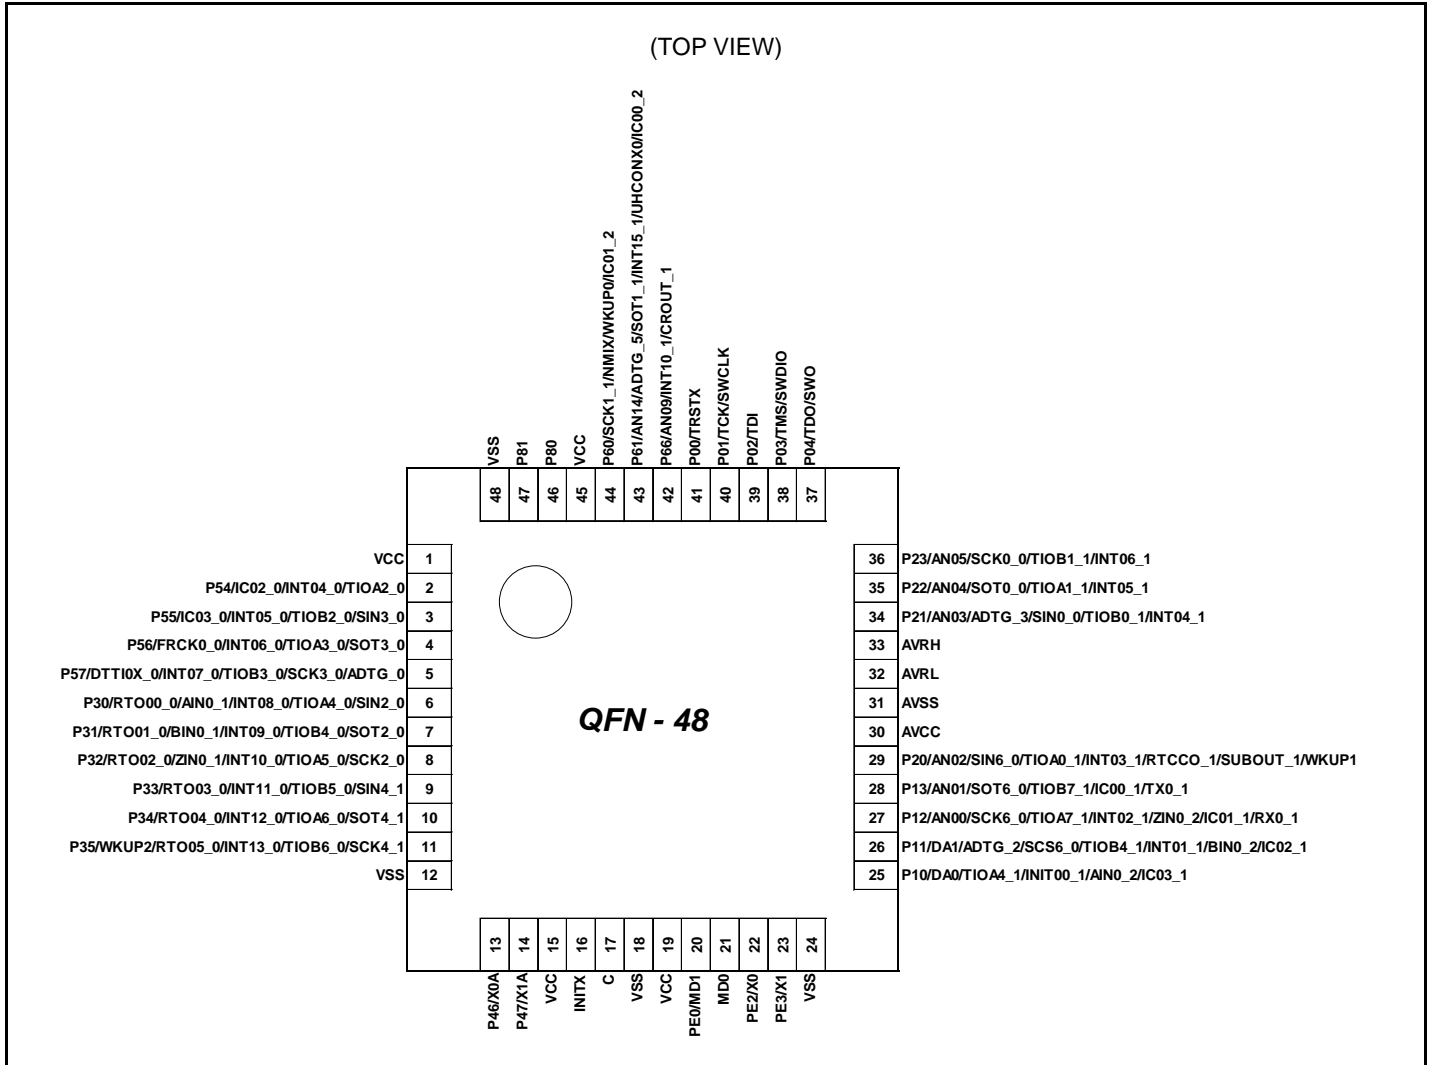 (TOP VIEW)
VSS
P81
P80
VCC
P60/SCK1_1/NMIX/WKUP0/IC01_2
P61/AN14/ADTG_5/SOT1_1/INT15_1/UHCONX0/IC00_2
P66/AN09/INT10_1/CROUT_1
P00/TRSTX
P01/TCK/SWCLK
P02/TDI
P03/TMS/SWDIO
P04/TDO/SWO
48
47
46
45
44
43
42
41
40
39
38
37
VCC 1
P54/IC02_0/INT04_0/TIOA2_0 2
P55/IC03_0/INT05_0/TIOB2_0/SIN3_0 3
P56/FRCK0_0/INT06_0/TIOA3_0/SOT3_0 4
P57/DTTI0X_0/INT07_0/TIOB3_0/SCK3_0/ADTG_0 5
P30/RTO00_0/AIN0_1/INT08_0/TIOA4_0/SIN2_0 6
P31/RTO01_0/BIN0_1/INT09_0/TIOB4_0/SOT2_0 7
P32/RTO02_0/ZIN0_1/INT10_0/TIOA5_0/SCK2_0 8
P33/RTO03_0/INT11_0/TIOB5_0/SIN4_1 9
P34/RTO04_0/INT12_0/TIOA6_0/SOT4_1 10
P35/WKUP2/RTO05_0/INT13_0/TIOB6_0/SCK4_1 11
VSS 12
QFN - 48
36 P23/AN05/SCK0_0/TIOB1_1/INT06_1
35 P22/AN04/SOT0_0/TIOA1_1/INT05_1
34 P21/AN03/ADTG_3/SIN0_0/TIOB0_1/INT04_1
33 AVRH
32 AVRL
31 AVSS
30 AVCC
29 P20/AN02/SIN6_0/TIOA0_1/INT03_1/RTCCO_1/SUBOUT_1/WKUP1
28 P13/AN01/SOT6_0/TIOB7_1/IC00_1/TX0_1
27 P12/AN00/SCK6_0/TIOA7_1/INT02_1/ZIN0_2/IC01_1/RX0_1
26 P11/DA1/ADTG_2/SCS6_0/TIOB4_1/INT01_1/BIN0_2/IC02_1
25 P10/DA0/TIOA4_1/INIT00_1/AIN0_2/IC03_1
13
14
15
16
17
18
19
20
21
22
23
24
P46/X0A
P47/X1A
VCC
INITX
C
VSS
VCC
PE0/MD1
MD0
PE2/X0
PE3/X1
VSS